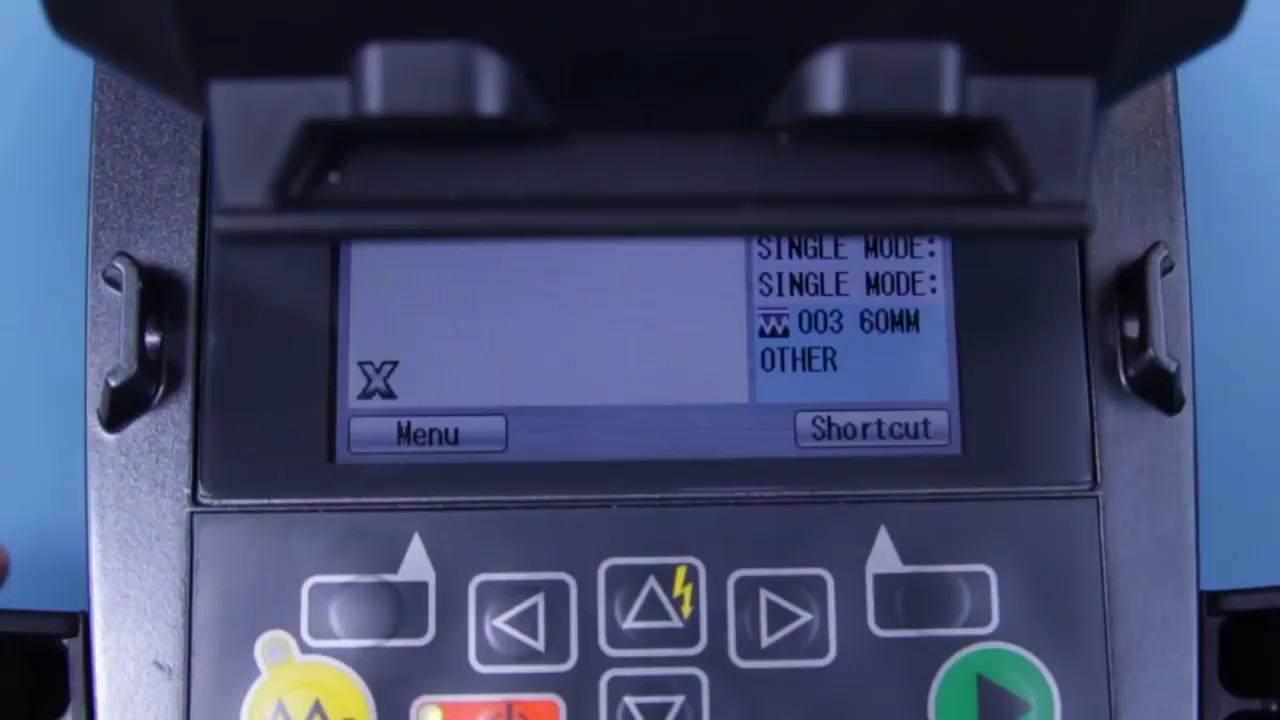 SINGLE MODE:
SINGLE MODE:
003 60MM
OTHER
X
Menu
Shortcut